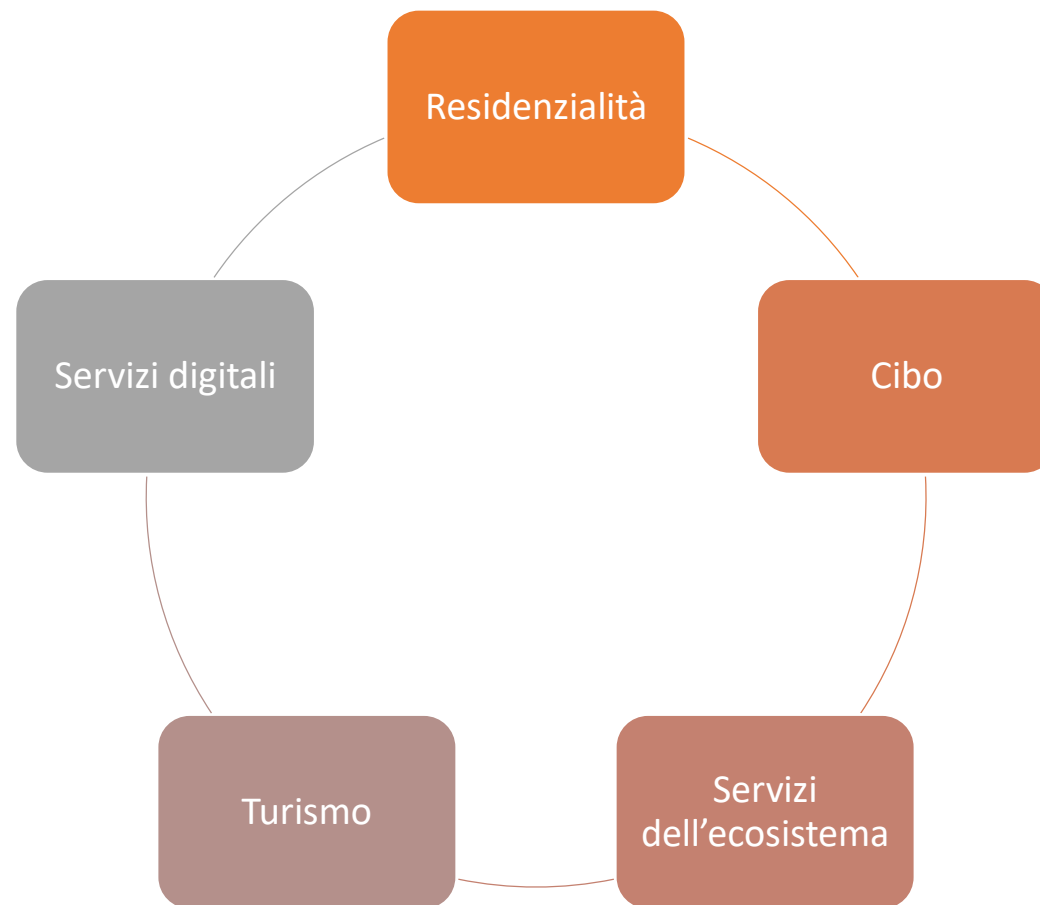 Residenzialità
Cibo
Servizi
dell’ecosistema
Turismo
Servizi digitali